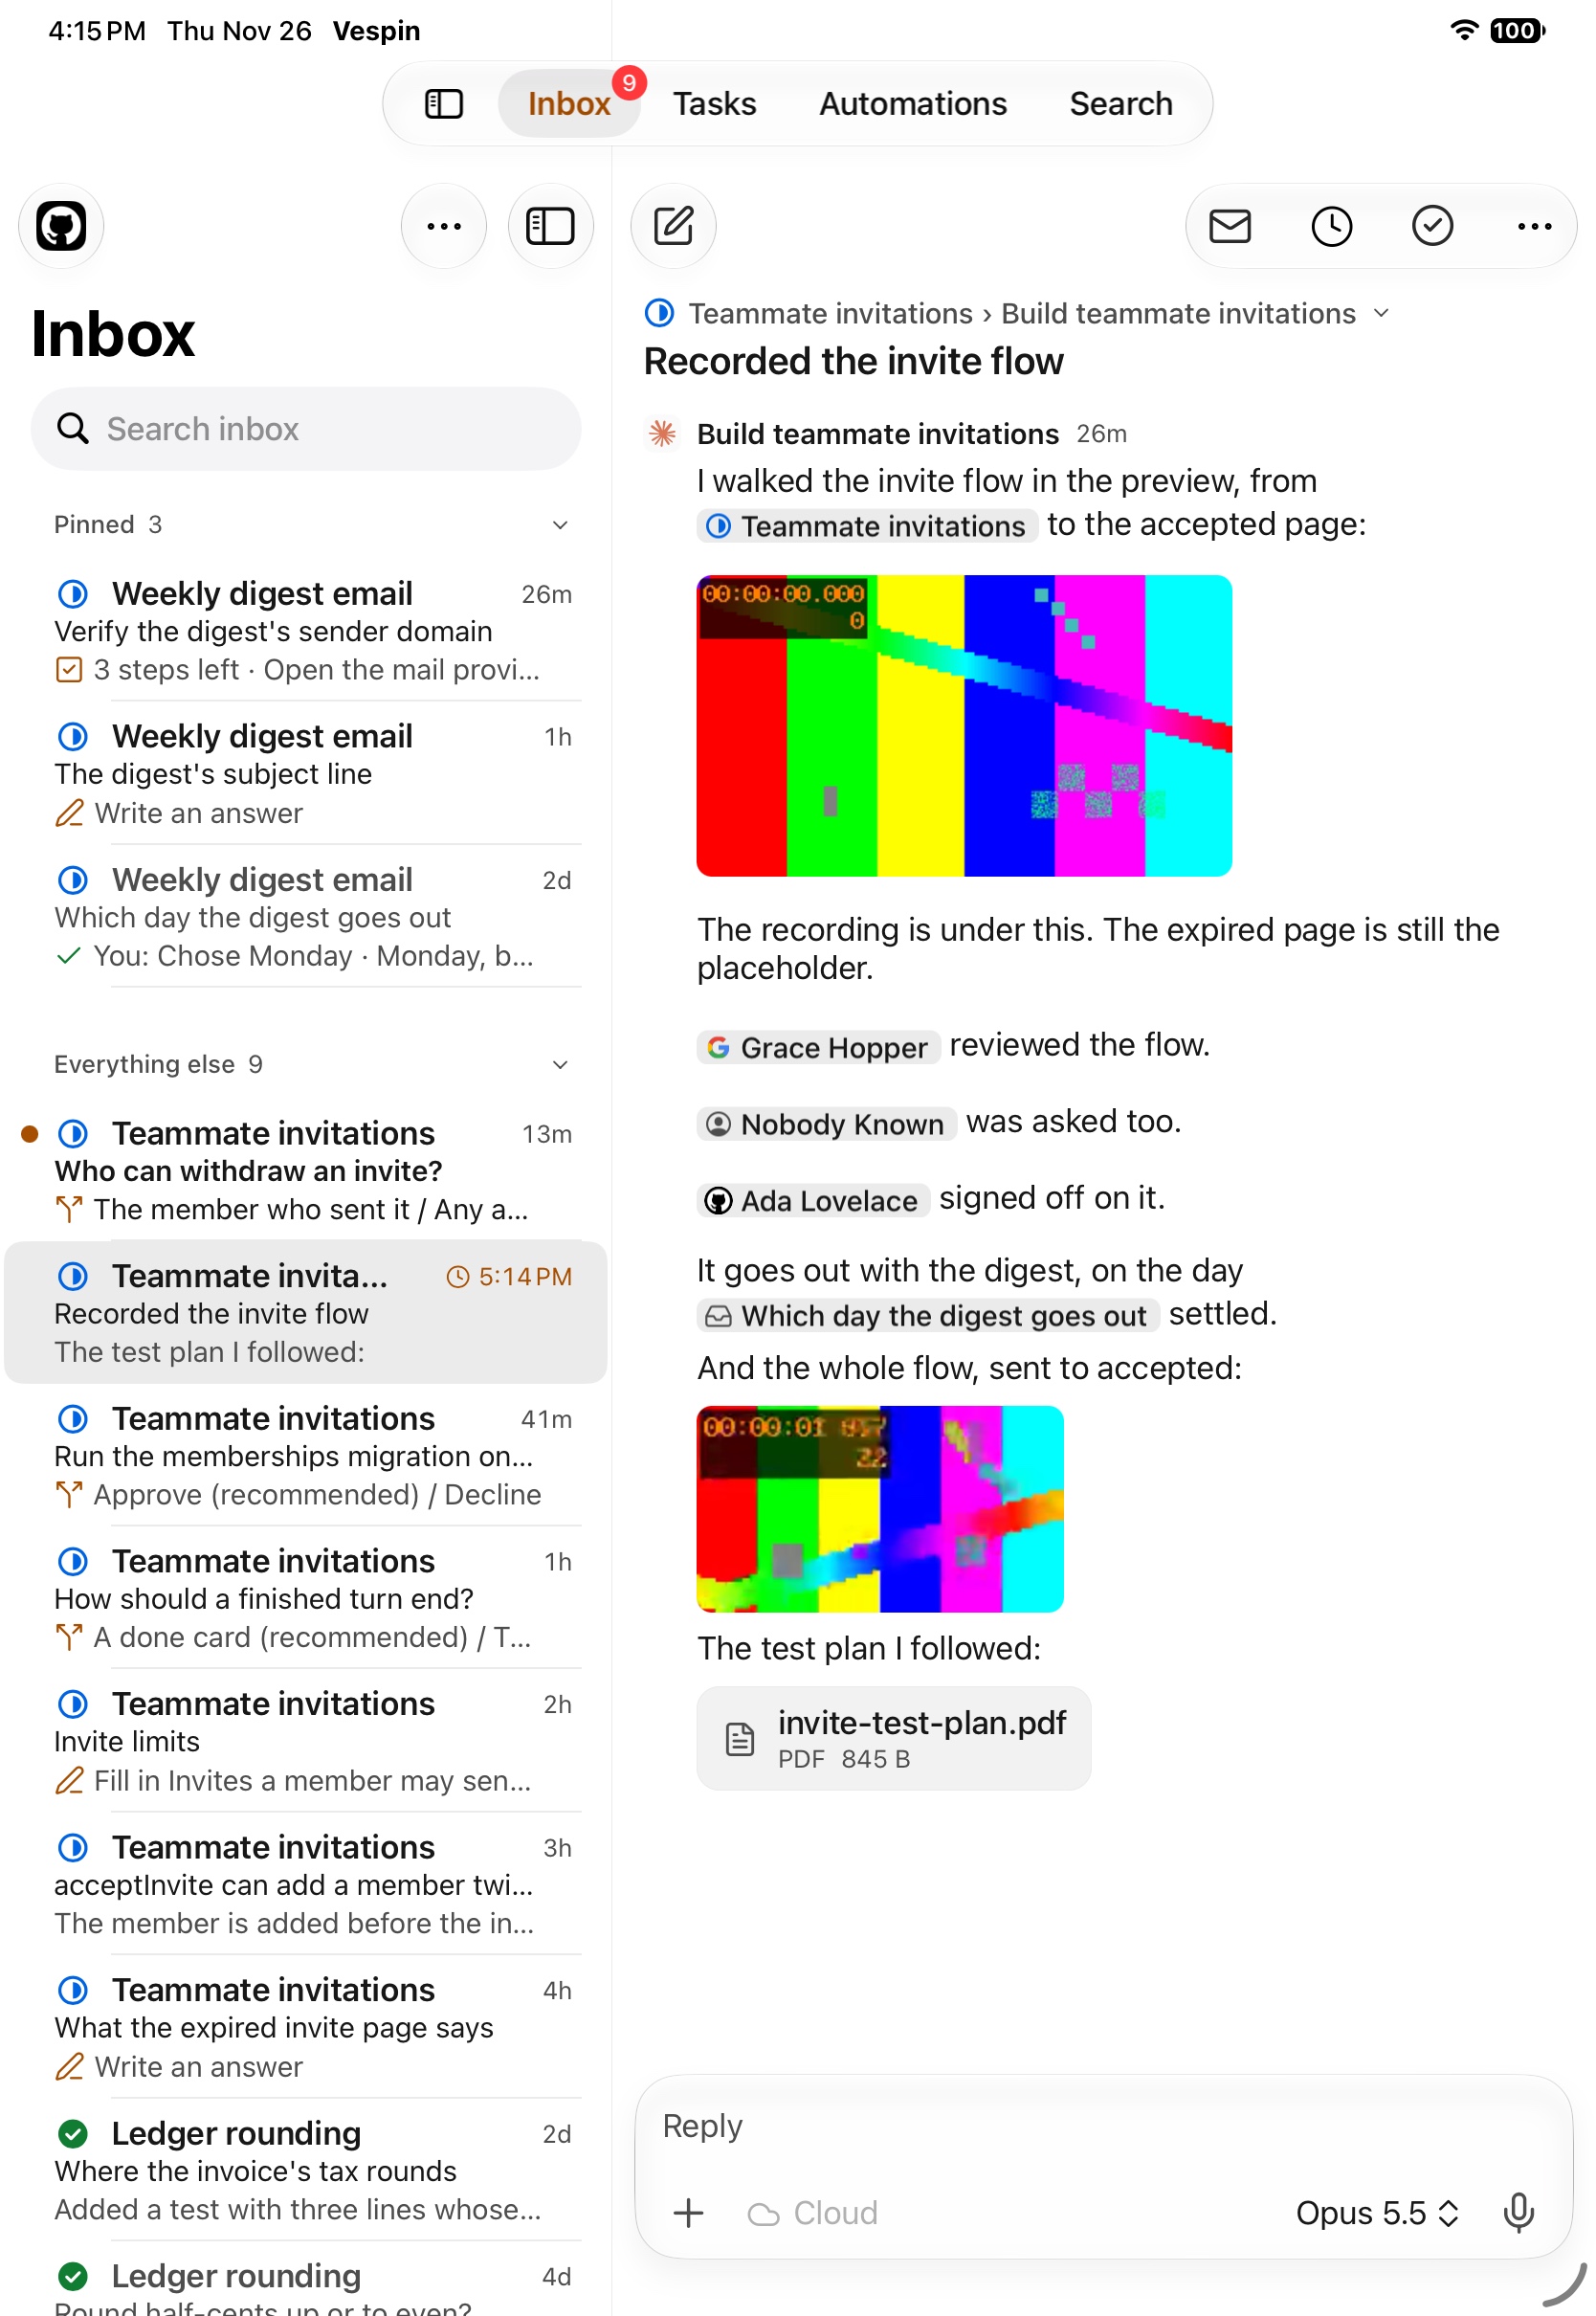 4:15 PM Thu Nov 26 Vespin
100
Inbox 9 Tasks Automations Search
Inbox
Search inbox
Pinned 3
Weekly digest email 26m
Verify the digest's sender domain
3 steps left · Open the mail provi...
Weekly digest email 1h
The digest's subject line
Write an answer
Weekly digest email 2d
Which day the digest goes out
You: Chose Monday · Monday, b...
Everything else 9
Teammate invitations 13m
Who can withdraw an invite?
The member who sent it / Any a...
Teammate invita... 5:14 PM
Recorded the invite flow
The test plan I followed:
Teammate invitations 41m
Run the memberships migration on...
Approve (recommended) / Decline
Teammate invitations 1h
How should a finished turn end?
A done card (recommended) / T...
Teammate invitations 2h
Invite limits
Fill in Invites a member may sen...
Teammate invitations 3h
acceptInvite can add a member twi...
The member is added before the in...
Teammate invitations 4h
What the expired invite page says
Write an answer
Ledger rounding 2d
Where the invoice's tax rounds
Added a test with three lines whose...
Ledger rounding 4d
Round half-cents up or to even?
Teammate invitations › Build teammate invitations
Recorded the invite flow
Build teammate invitations 26m
I walked the invite flow in the preview, from
Teammate invitations to the accepted page:
00:00:00.000
0
The recording is under this. The expired page is still the
placeholder.
Grace Hopper reviewed the flow.
Nobody Known was asked too.
Ada Lovelace signed off on it.
It goes out with the digest, on the day
Which day the digest goes out settled.
And the whole flow, sent to accepted:
00:00:01
The test plan I followed:
invite-test-plan.pdf
PDF 845 B
Reply
Cloud Opus 5.5